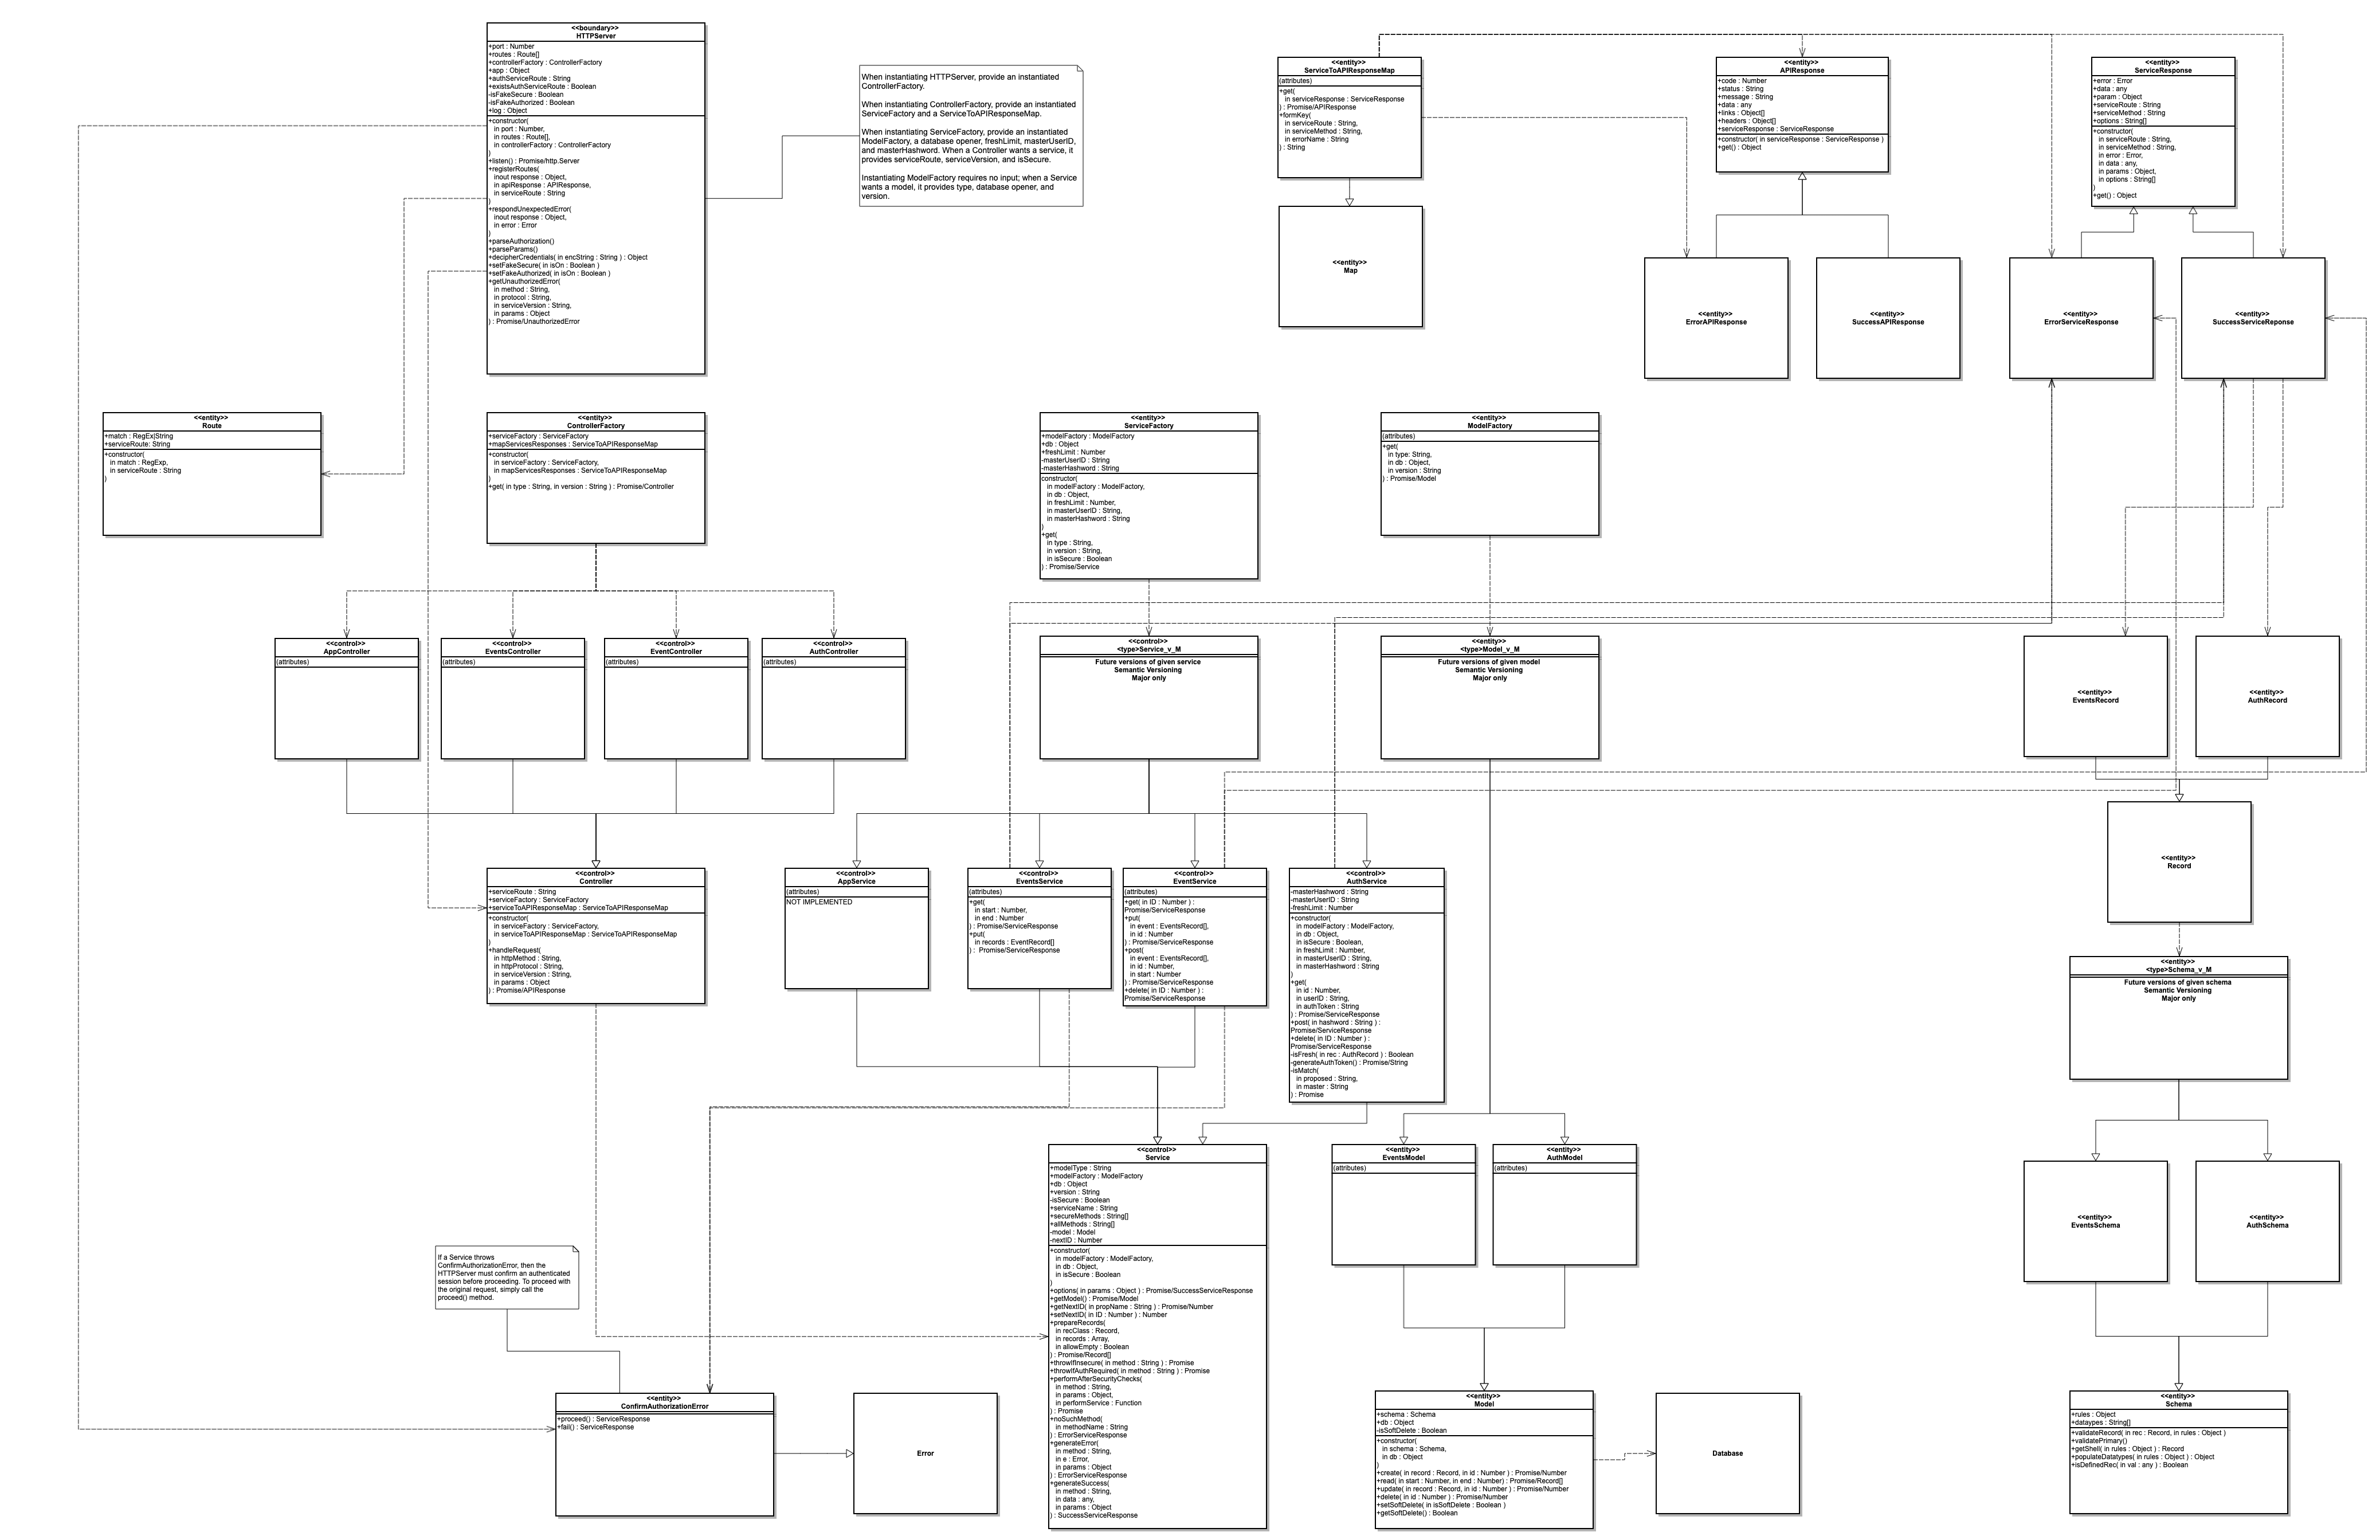 <<boundary>>
HTTPServer
+port : Number
+routes : Route[]
+controllerFactory : ControllerFactory
+app : Object
+authServiceRoute : String
+existsAuthServiceRoute : Boolean
-isFakeSecure : Boolean
-isFakeAuthorized : Boolean
+log : Object
+constructor(
in port : Number,
in routes : Route[],
in controllerFactory : ControllerFactory
)
+listen() : Promise/http.Server
+registerRoutes(
inout response : Object,
in apiResponse : APIResponse,
in serviceRoute : String
)
+respondUnexpectedError(
inout response : Object,
in error : Error
)
+parseAuthorization()
+parseParams()
+decipherCredentials( in encString : String ) : Object
+setFakeSecure( in isOn : Boolean )
+setFakeAuthorized( in isOn : Boolean )
+getUnauthorizedError(
in method : String,
in protocol : String,
in serviceVersion : String,
in params : Object
) : Promise/UnauthorizedError
When instantiating HTTPServer, provide an instantiated
ControllerFactory.
When instantiating ControllerFactory, provide an instantiated
ServiceFactory and a ServiceToAPIResponseMap.
When instantiating ServiceFactory, provide an instantiated
ModelFactory, a database opener, freshLimit, masterUserID,
and masterHashword. When a Controller wants a service, it
provides serviceRoute, serviceVersion, and isSecure.
Instantiating ModelFactory requires no input; when a Service
wants a model, it provides type, database opener, and
version.
<<entity>>
ServiceToAPIResponseMap
(attributes)
+get(
in serviceResponse : ServiceResponse
) : Promise/APIResponse
+formKey(
in serviceRoute : String,
in serviceMethod : String,
in errorName : String
) : String
<<entity>>
Map
<<entity>>
APIResponse
+code : Number
+status : String
+message : String
+data : any
+links : Object[]
+headers : Object[]
+serviceResponse : ServiceResponse
+constructor( in serviceResponse : ServiceResponse )
+get() : Object
<<entity>>
ServiceResponse
+error : Error
+data : any
+param : Object
+serviceRoute : String
+serviceMethod : String
+options : String[]
+constructor(
in serviceRoute : String,
in serviceMethod : String,
in error : Error,
in data : any,
in params : Object,
in options : String[]
)
+get() : Object
<<entity>>
ErrorAPIResponse
<<entity>>
SuccessAPIResponse
<<entity>>
ErrorServiceResponse
<<entity>>
SuccessServiceReponse
<<entity>>
Route
+match : RegEx|String
+serviceRoute: String
+constructor(
in match : RegExp,
in serviceRoute : String
)
<<entity>>
ControllerFactory
+serviceFactory : ServiceFactory
+mapServicesResponses : ServiceToAPIResponseMap
+constructor(
in serviceFactory : ServiceFactory,
in mapServicesResponses : ServiceToAPIResponseMap
)
+get( in type : String, in version : String ) : Promise/Controller
<<entity>>
ServiceFactory
+modelFactory : ModelFactory
+db : Object
+freshLimit : Number
-masterUserID : String
-masterHashword : String
constructor(
in modelFactory : ModelFactory,
in db : Object,
in freshLimit : Number,
in masterUserID : String,
in masterHashword : String
)
+get(
in type : String,
in version : String,
in isSecure : Boolean
) : Promise/Service
<<entity>>
ModelFactory
(attributes)
+get(
in type: String,
in db : Object,
in version : String
) : Promise/Model
<<control>>
AppController
(attributes)
<<control>>
EventsController
(attributes)
<<control>>
EventController
(attributes)
<<control>>
AuthController
(attributes)
<<control>>
<type>Service_v_M
Future versions of given service
Semantic Versioning
Major only
<<entity>>
<type>Model_v_M
Future versions of given model
Semantic Versioning
Major only
<<entity>>
EventsRecord
<<entity>>
AuthRecord
<<entity>>
Record
<<control>>
Controller
+serviceRoute : String
+serviceFactory : ServiceFactory
+serviceToAPIResponseMap : ServiceToAPIResponseMap
+constructor(
in serviceFactory : ServiceFactory,
in serviceToAPIResponseMap : ServiceToAPIResponseMap
)
+handleRequest(
in httpMethod : String,
in httpProtocol : String,
in serviceVersion : String,
in params : Object
) : Promise/APIResponse
<<control>>
AppService
(attributes)
NOT IMPLEMENTED
<<control>>
EventsService
(attributes)
+get(
in start : Number,
in end : Number
) : Promise/ServiceResponse
+put(
in records : EventRecord[]
) : Promise/ServiceResponse
<<control>>
EventService
(attributes)
+get( in ID : Number ) :
Promise/ServiceResponse
+put(
in event : EventsRecord[],
in id : Number
) : Promise/ServiceResponse
+post(
in event : EventsRecord[],
in id : Number,
in start : Number
) : Promise/ServiceResponse
+delete( in ID : Number ) :
Promise/ServiceResponse
<<control>>
AuthService
-masterHashword : String
-masterUserID : String
-freshLimit : Number
+constructor(
in modelFactory : ModelFactory,
in db : Object,
in isSecure : Boolean,
in freshLimit : Number,
in masterUserID : String,
in masterHashword : String
)
+get(
in id : Number,
in userID : String,
in authToken : String
) : Promise/ServiceResponse
+post( in hashword : String ) :
Promise/ServiceResponse
+delete( in ID : Number ) :
Promise/ServiceResponse
-isFresh( in rec : AuthRecord ) : Boolean
-generateAuthToken() : Promise/String
-isMatch(
in proposed : String,
in master : String
) : Promise
<<entity>>
<type>Schema_v_M
Future versions of given schema
Semantic Versioning
Major only
<<control>>
Service
+modelType : String
+modelFactory : ModelFactory
+db : Object
+version : String
-isSecure : Boolean
+serviceName : String
+secureMethods : String[]
+allMethods : String[]
-model : Model
-nextID : Number
+constructor(
in modelFactory : ModelFactory,
in db : Object,
in isSecure : Boolean
)
+options( in params : Object ) : Promise/SuccessServiceResponse
+getModel() : Promise/Model
+getNextID( in propName : String ) : Promise/Number
+setNextID( in ID : Number ) : Number
+prepareRecords(
in recClass : Record,
in records : Array,
in allowEmpty : Boolean
) : Promise/Record[]
+throwIfInsecure( in method : String ) : Promise
+throwIfAuthRequired( in method : String ) : Promise
+performAfterSecurityChecks(
in method : String,
in params : Object,
in performService : Function
) : Promise
+noSuchMethod(
in methodName : String
) : ErrorServiceResponse
+generateError(
in method : String,
in e : Error,
in params : Object
) : ErrorServiceResponse
+generateSuccess(
in method : String,
in data : any,
in params : Object
) : SuccessServiceResponse
<<entity>>
EventsModel
(attributes)
<<entity>>
AuthModel
(attributes)
<<entity>>
EventsSchema
<<entity>>
AuthSchema
If a Service throws
ConfirmAuthorizationError, then the
HTTPServer must confirm an authenticated
session before proceeding. To proceed with
the original request, simply call the
proceed() method.
<<entity>>
ConfirmAuthorizationError
+proceed() : ServiceResponse
+fail() : ServiceResponse
Error
<<entity>>
Model
+schema : Schema
+db : Object
-isSoftDelete : Boolean
+constructor(
in schema : Schema,
in db : Object
)
+create( in record : Record, in id : Number ) : Promise/Number
+read( in start : Number, in end : Number) : Promise/Record[]
+update( in record : Record, in id : Number ) : Promise/Number
+delete( in id : Number ) : Promise/Number
+setSoftDelete( in isSoftDelete : Boolean )
+getSoftDelete() : Boolean
Database
<<entity>>
Schema
+rules : Object
+dataypes : String[]
+validateRecord( in rec : Record, in rules : Object )
+validatePrimary()
+getShell( in rules : Object ) : Record
+populateDatatypes( in rules : Object ) : Object
+isDefinedRec( in val : any ) : Boolean